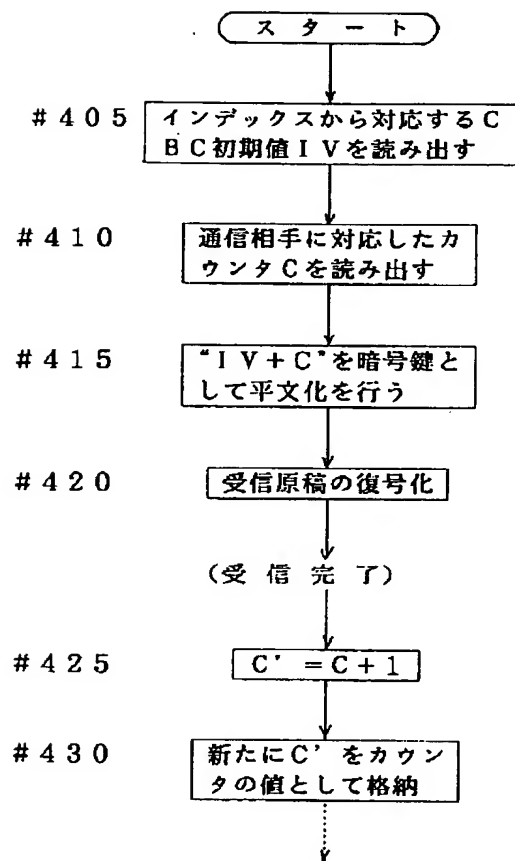 スタート
#405 インデックスから対応するC
BC初期値IVを読み出す
#410 通信相手に対応したカ
ウンタCを読み出す
#415 “IV+C”を暗号鍵と
して平文化を行う
#420 受信原稿の復号化
(受信完了)
#425 C'=C+1
#430 新たにC'をカウン
タの値として格納